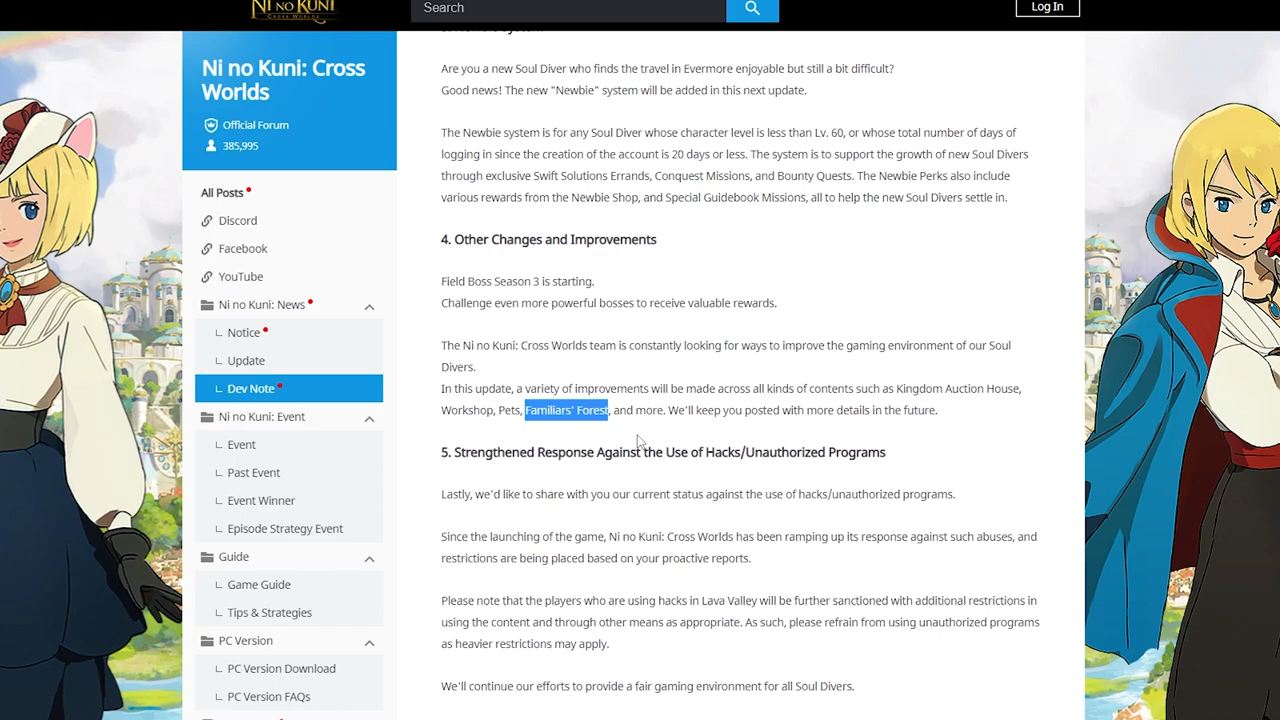 NI NO KUNI
CROSS WORLDS
Search
Log In
Ni no Kuni: Cross
Worlds
Official Forum
385,995
All Posts
Discord
Facebook
YouTube
Ni no Kuni: News
Notice
Update
Dev Note
Ni no Kuni: Event
Event
Past Event
Event Winner
Episode Strategy Event
Guide
Game Guide
Tips & Strategies
PC Version
PC Version Download
PC Version FAQs
Are you a new Soul Diver who finds the travel in Evermore enjoyable but still a bit difficult?
Good news! The new "Newbie" system will be added in this next update.
The Newbie system is for any Soul Diver whose character level is less than Lv. 60, or whose total number of days of
logging in since the creation of the account is 20 days or less. The system is to support the growth of new Soul Divers
through exclusive Swift Solutions Errands, Conquest Missions, and Bounty Quests. The Newbie Perks also include
various rewards from the Newbie Shop, and Special Guidebook Missions, all to help the new Soul Divers settle in.
4. Other Changes and Improvements
Field Boss Season 3 is starting.
Challenge even more powerful bosses to receive valuable rewards.
The Ni no Kuni: Cross Worlds team is constantly looking for ways to improve the gaming environment of our Soul
Divers.
In this update, a variety of improvements will be made across all kinds of contents such as Kingdom Auction House,
Workshop, Pets, Familiars' Forest, and more. We'll keep you posted with more details in the future.
5. Strengthened Response Against the Use of Hacks/Unauthorized Programs
Lastly, we'd like to share with you our current status against the use of hacks/unauthorized programs.
Since the launching of the game, Ni no Kuni: Cross Worlds has been ramping up its response against such abuses, and
restrictions are being placed based on your proactive reports.
Please note that the players who are using hacks in Lava Valley will be further sanctioned with additional restrictions in
using the content and through other means as appropriate. As such, please refrain from using unauthorized programs
as heavier restrictions may apply.
We'll continue our efforts to provide a fair gaming environment for all Soul Divers.